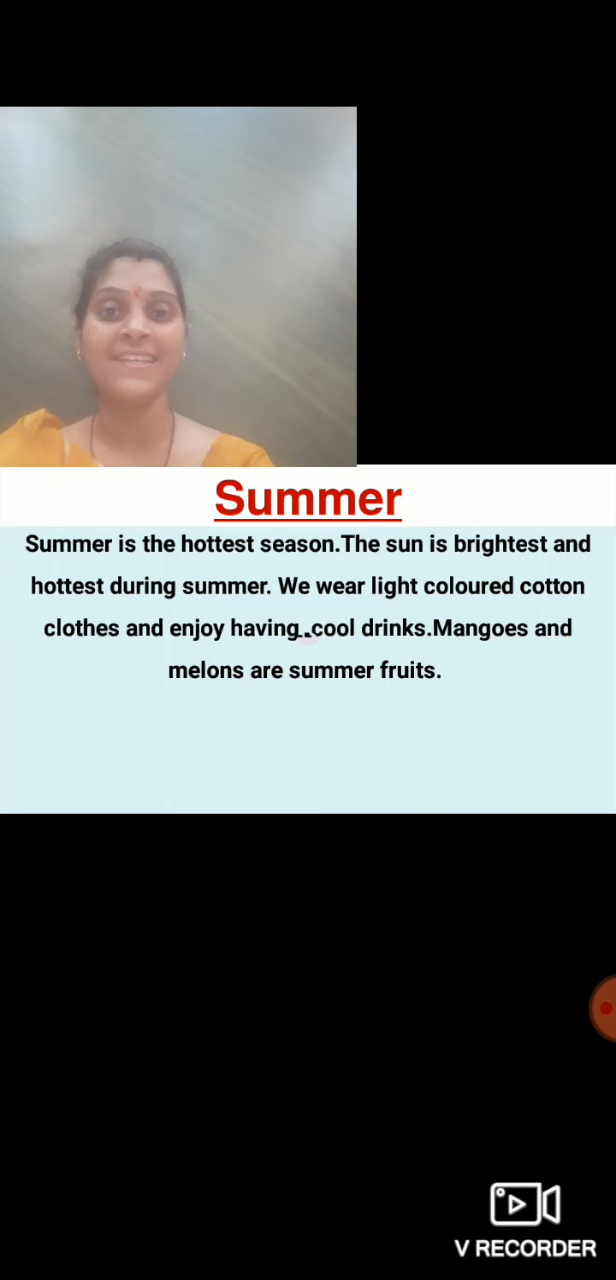 Summer
Summer is the hottest season.The sun is brightest and
hottest during summer. We wear light coloured cotton
clothes and enjoy having..cool drinks.Mangoes and
melons are summer fruits.
V RECORDER